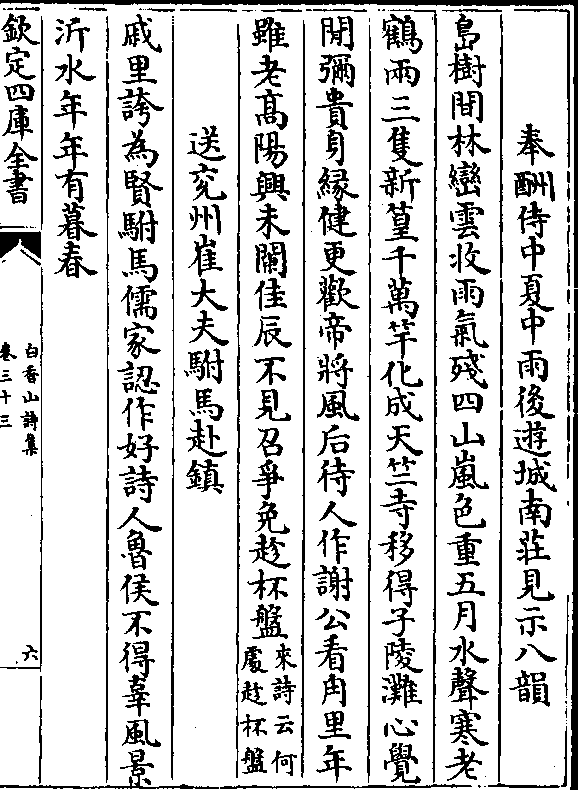 奉酬侍中夏中雨後遊城南莊見示八韻
島樹間林巒雲收雨氣殘四山嵐色重五月水聲寒老
鶴兩三隻新篁千萬竿化成天竺寺移得子陵灘心覺
閒彌貴身緣健更歡帝將風后待人作謝公看甪里年
雖老高陽興未闌佳辰不見召爭免趁杯盤來詩云何
處趁杯盤
送兗州崔大夫駙馬赴鎮
戚里誇為賢駙馬儒家認作好詩人魯侯不得辜風景
沂水年年有暮春
欽定四庫全書
白香山詩集
卷三十三
六